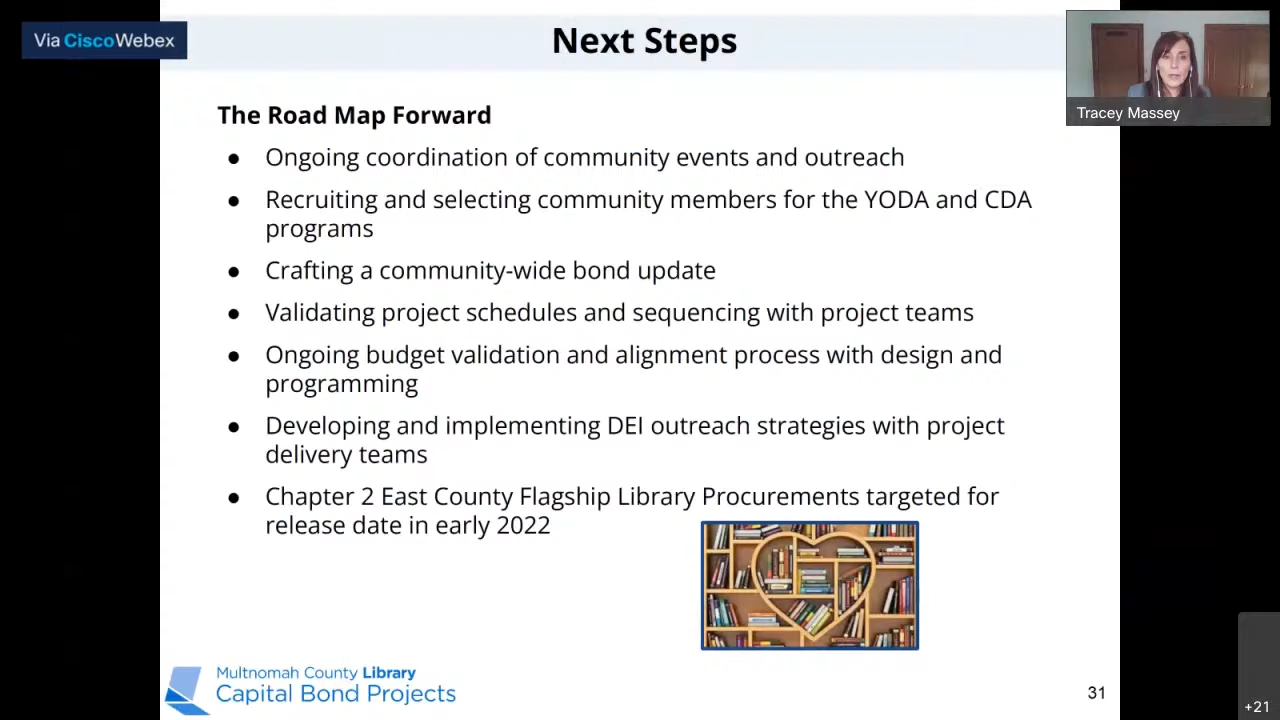 Via CiscoWebex
Next Steps
Tracey Massey
The Road Map Forward
● Ongoing coordination of community events and outreach
● Recruiting and selecting community members for the YODA and CDA
programs
● Crafting a community-wide bond update
● Validating project schedules and sequencing with project teams
● Ongoing budget validation and alignment process with design and
programming
● Developing and implementing DEI outreach strategies with project
delivery teams
● Chapter 2 East County Flagship Library Procurements targeted for
release date in early 2022
Multnomah County Library
Capital Bond Projects
31
+21